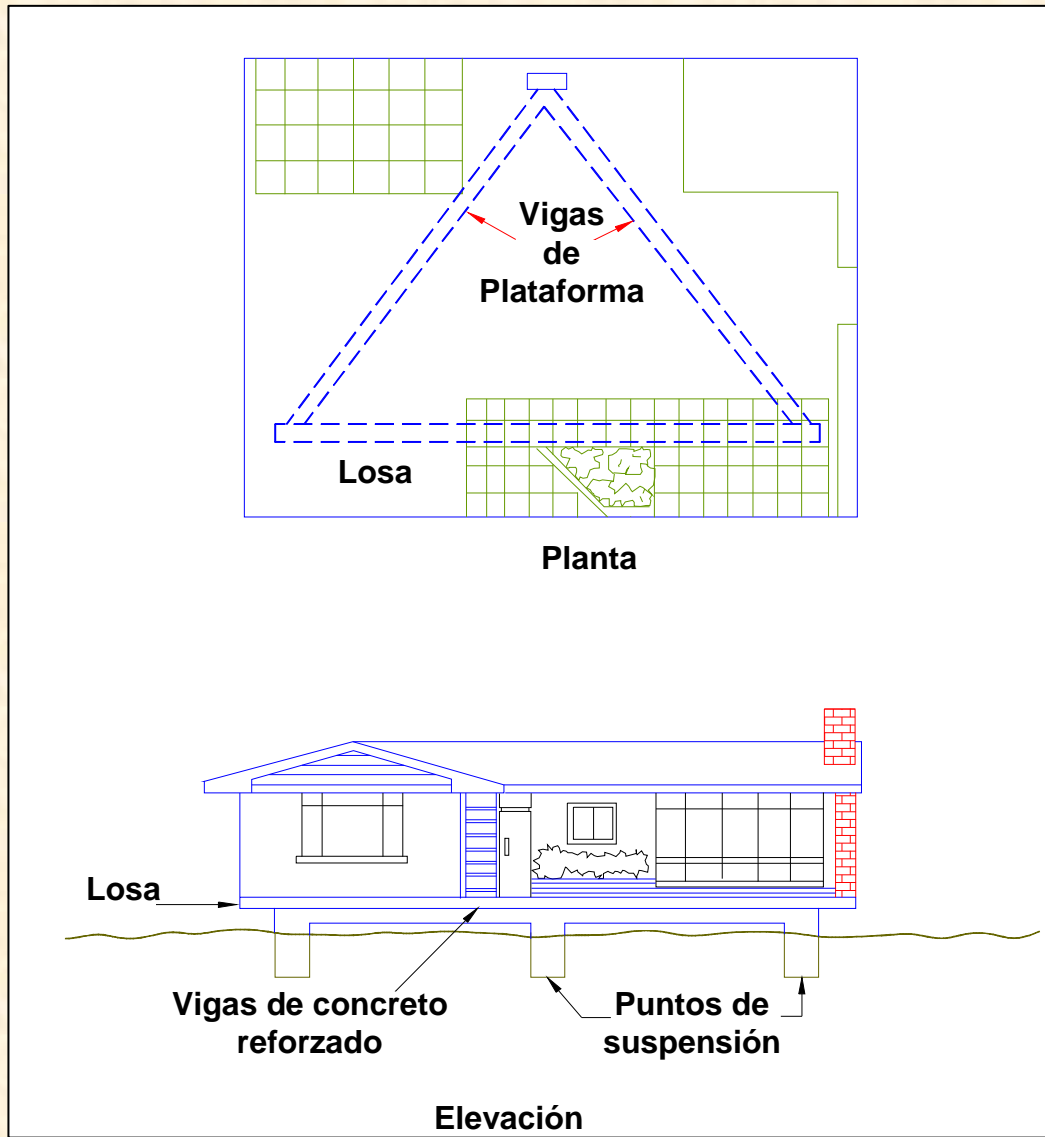 Vigas
de
Plataforma
Losa
Planta
Losa
Vigas de concreto
reforzado
Puntos de
suspensión
Elevación